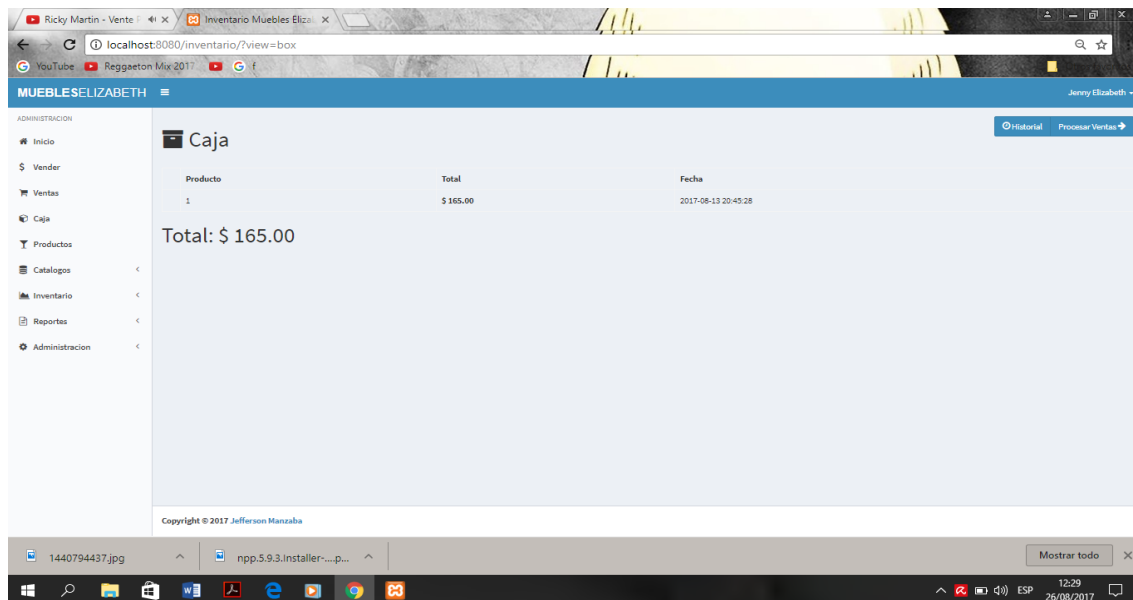 Ricky Martin - Vente
Inventario Muebles Eliza
localhost:8080/inventario/?view=box
YouTube Reggaeton Mix 2017 f
MUEBLESELIZABETH
Jenny Elizabeth
ADMINISTRACION
Historial Procesar Ventas
Inicio
Caja
Vender
Ventas
Caja
Productos
Catalogos
Inventario
Reportes
Administracion
Producto Total Fecha
1 $ 165.00 2017-08-13 20:45:28
Total: $ 165.00
Copyright © 2017 Jefferson Manzaba
1440794437.jpg
npp.5.9.3.Installer-....p...
Mostrar todo
ESP
12:29
26/08/2017